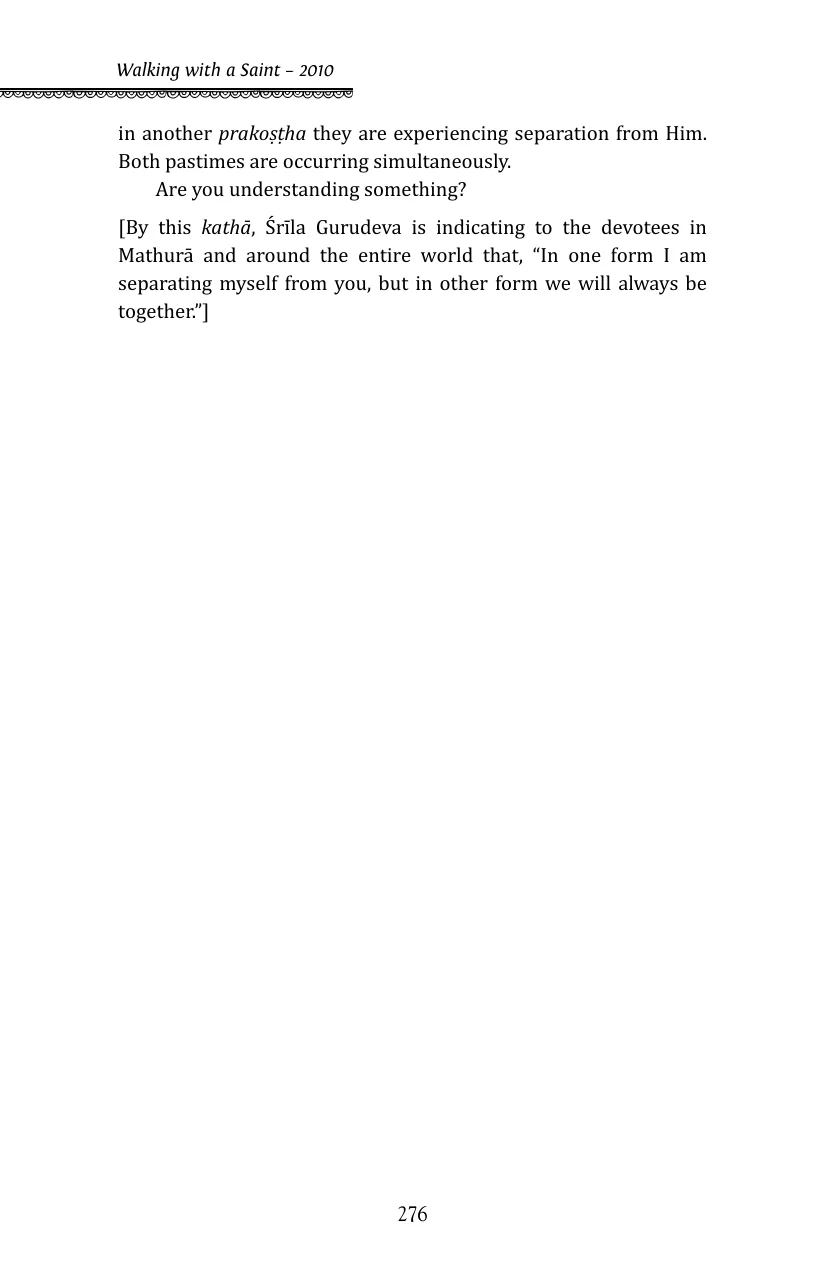 Walking with a Saint – 2010
in another prakoṣṭha they are experiencing separation from Him.
Both pastimes are occurring simultaneously.
Are you understanding something?
[By this kathā, Śrīla Gurudeva is indicating to the devotees in
Mathurā and around the entire world that, “In one form I am
separating myself from you, but in other form we will always be
together.”]
276